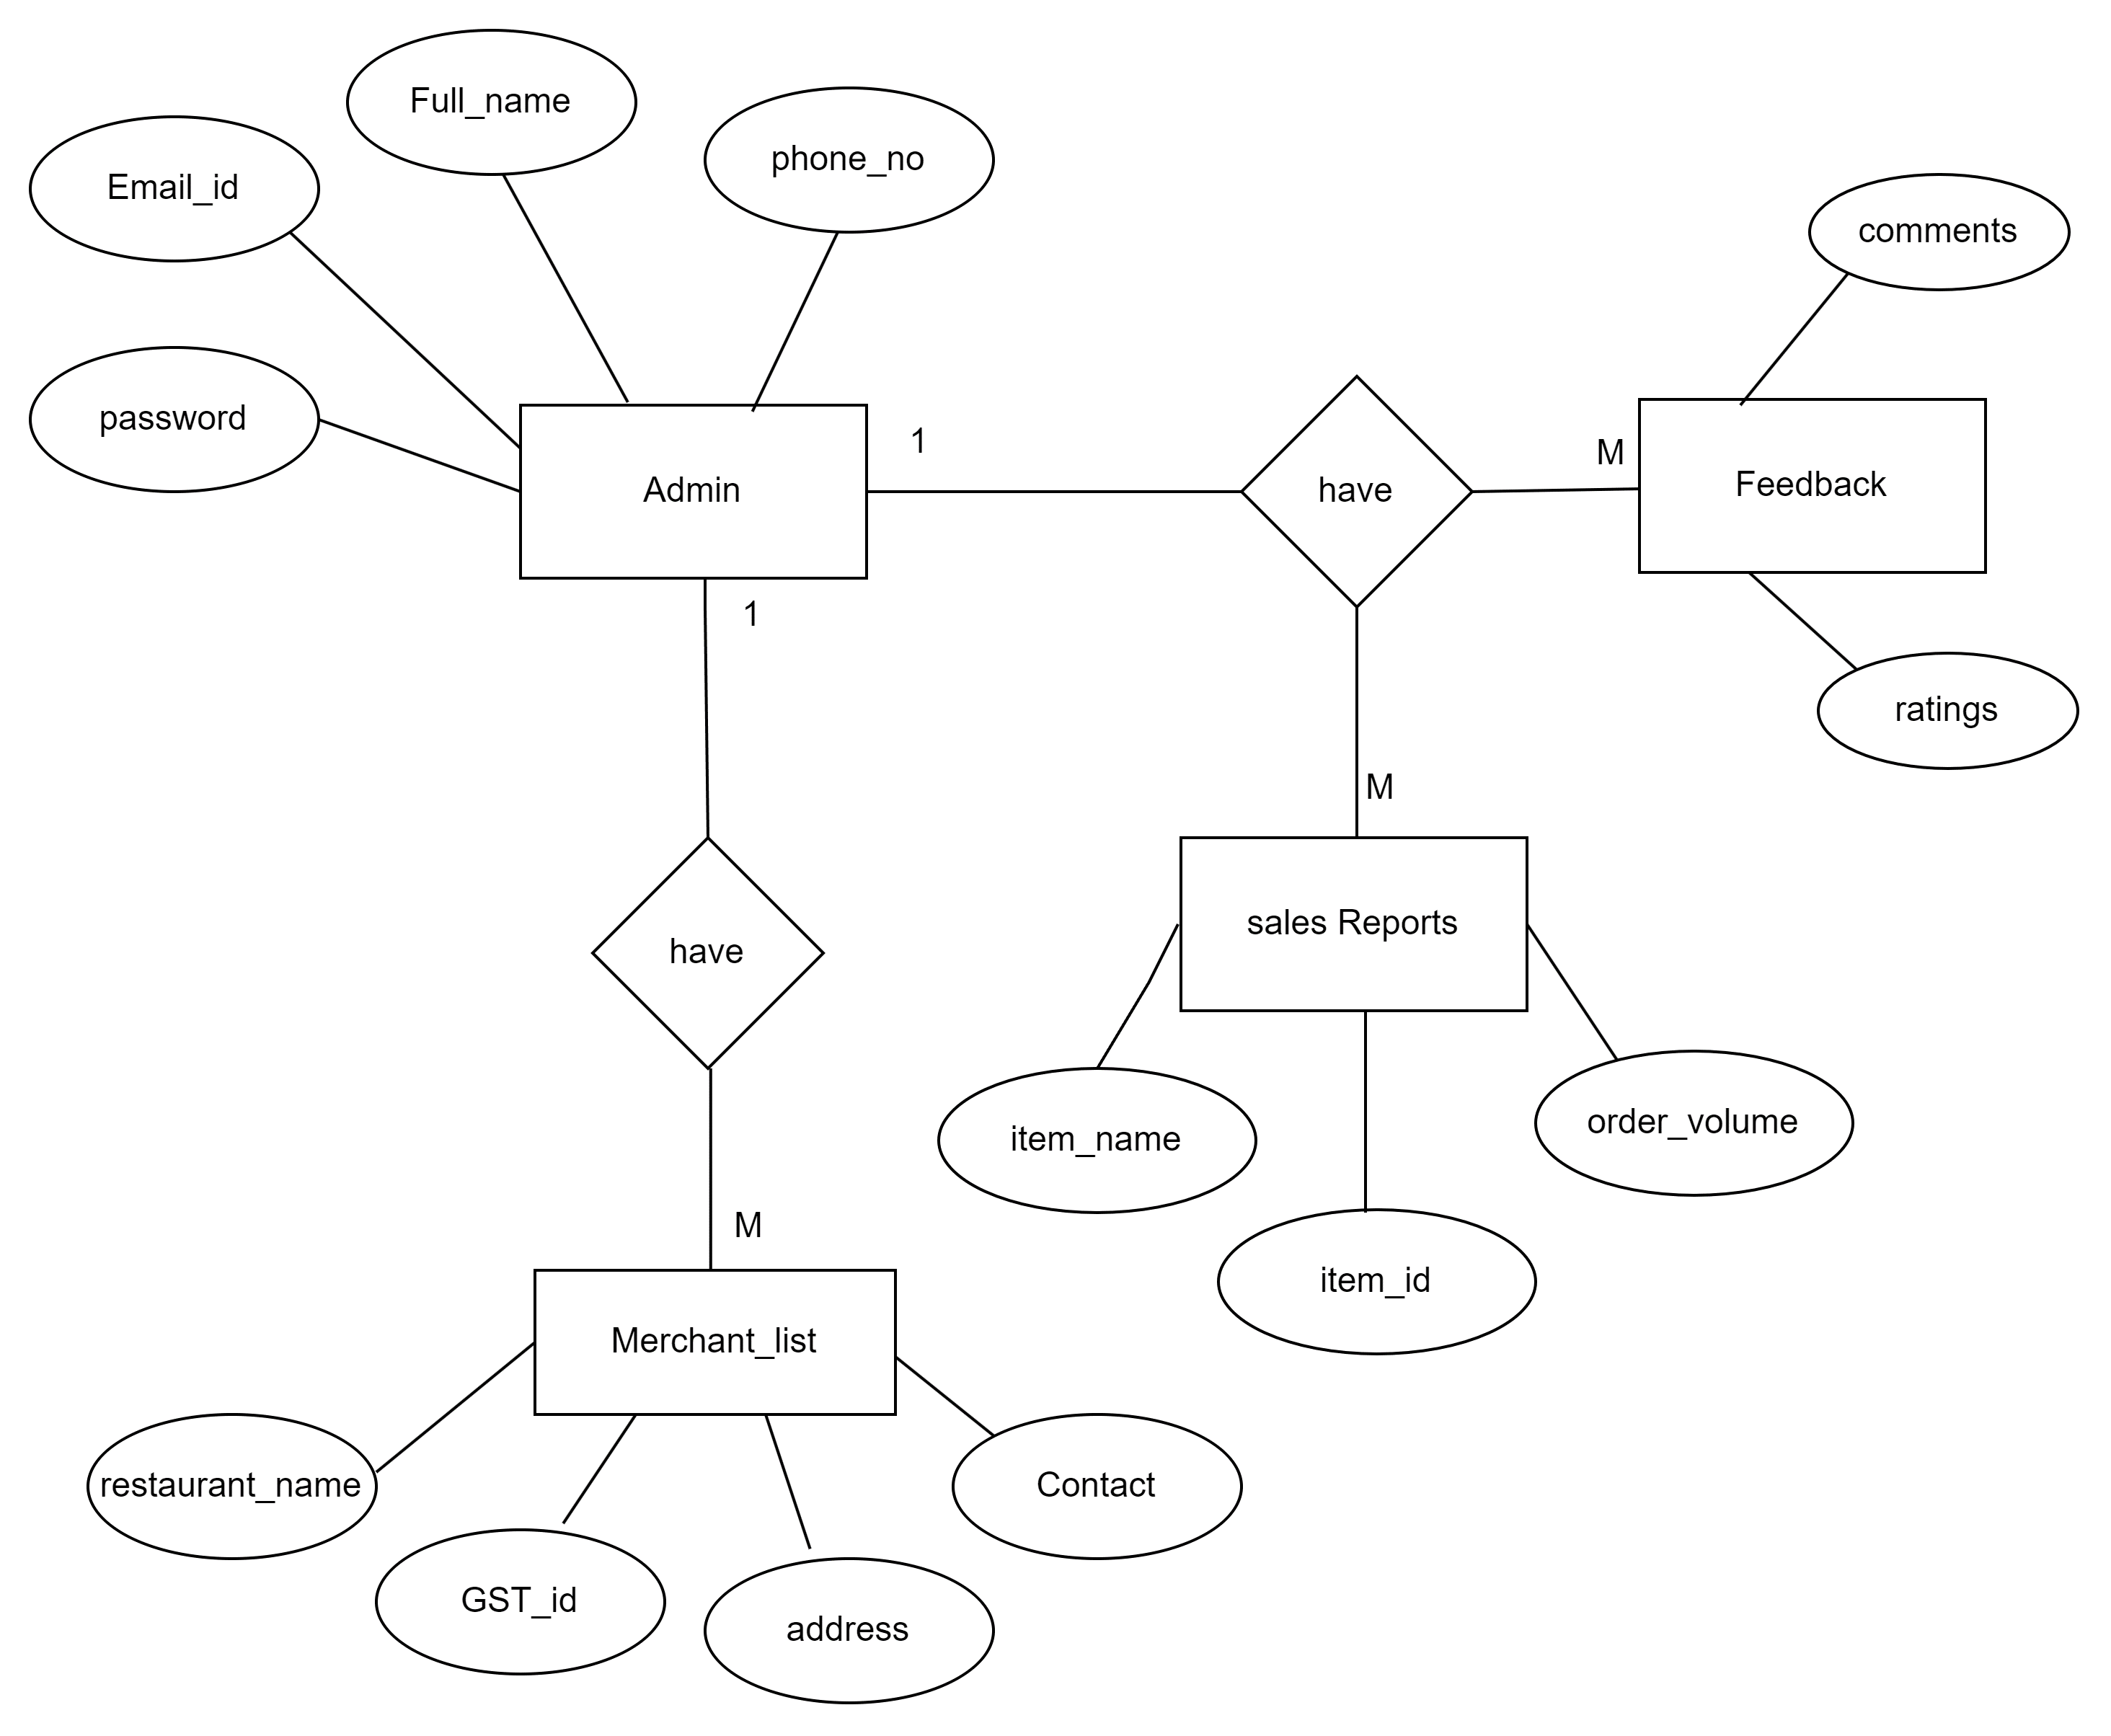 Full_name
phone_no
Email_id
comments
password
1
M
Feedback
Admin
have
1
ratings
M
sales Reports
have
order_volume
item_name
M
item_id
Merchant_list
restaurant_name
Contact
GST_id
address